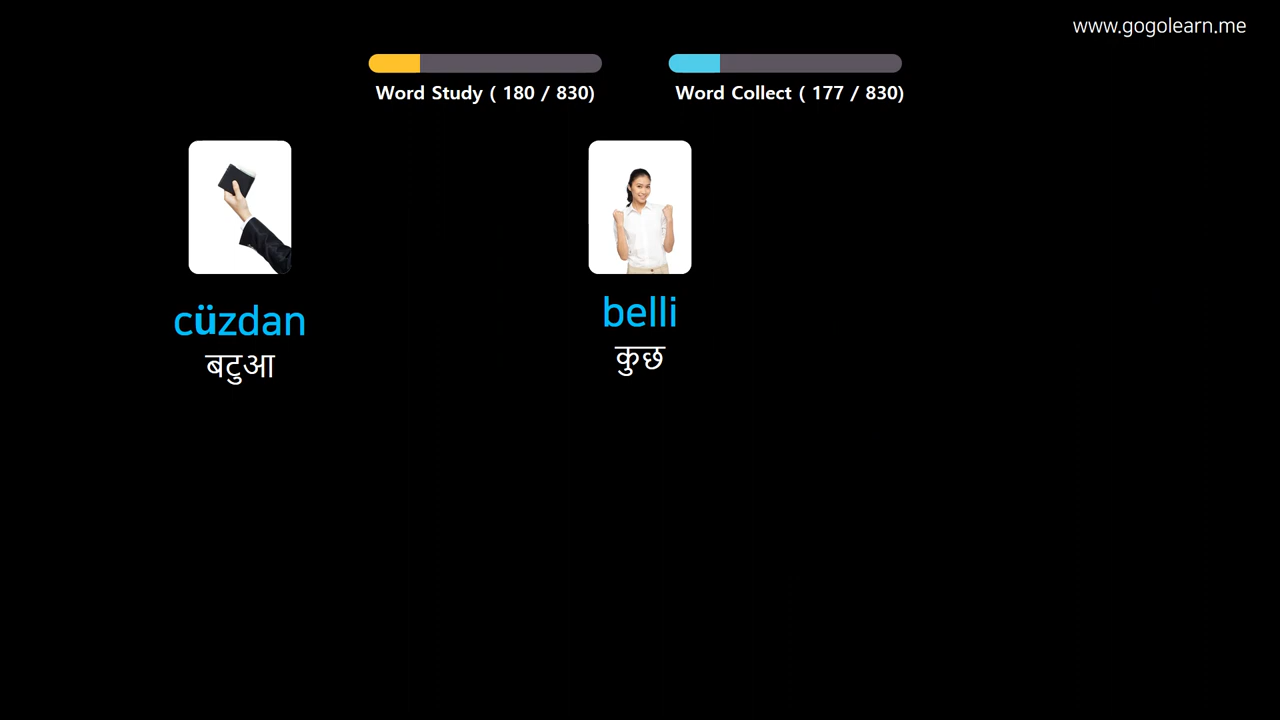 www.gogolearn.me
Word Study ( 180 / 830)
Word Collect ( 177 / 830)
cüzdan
बटुआ
belli
कुछ